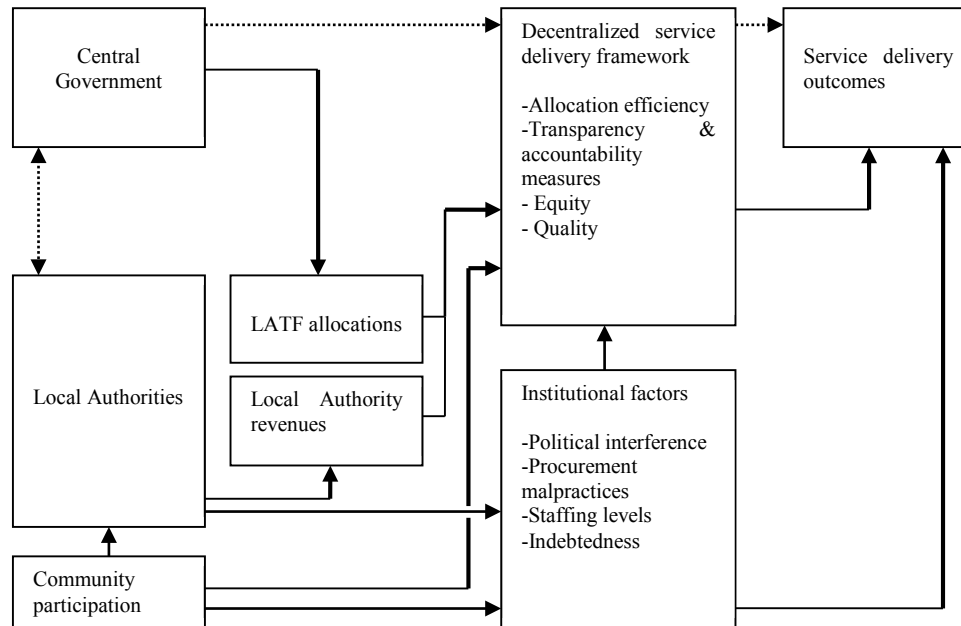 Central
Government
Decentralized service
delivery framework
-Allocation efficiency
-Transparency &
accountability
measures
- Equity
- Quality
Service delivery
outcomes
Local Authorities
LATF allocations
Local Authority
revenues
Institutional factors
-Political interference
-Procurement
malpractices
-Staffing levels
-Indebtedness
Community
participation